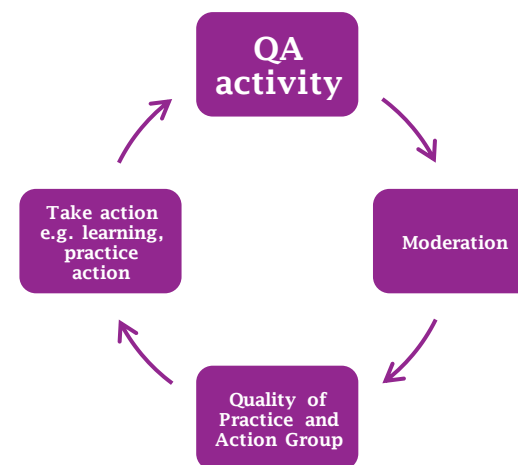 QA
activity
Moderation
Quality of
Practice and
Action Group
Take action
e.g. learning,
practice
action